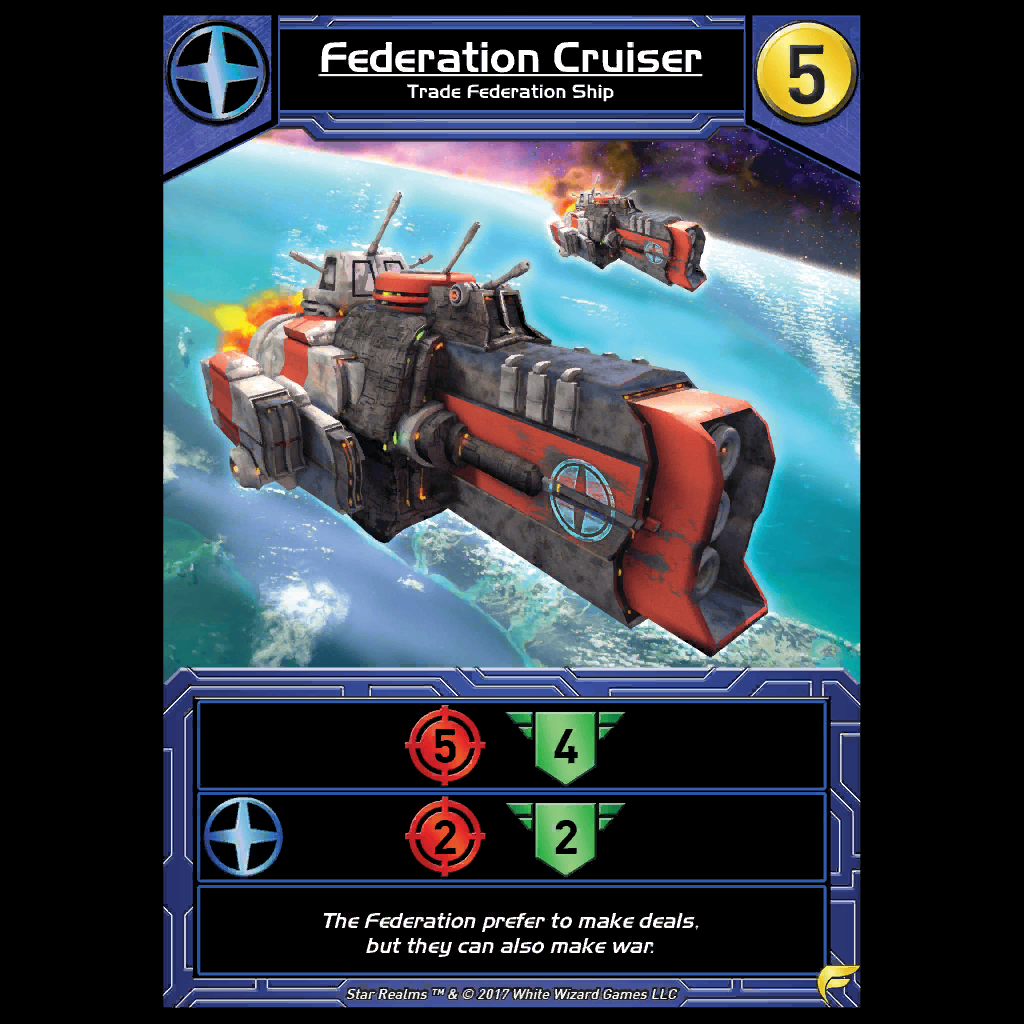 Federation Cruiser
5
Trade Federation Ship
5 4
2 2
The Federation prefer to make deals,
but they can also make war.
Star Realms ™ & © 2017 White Wizard Games LLC